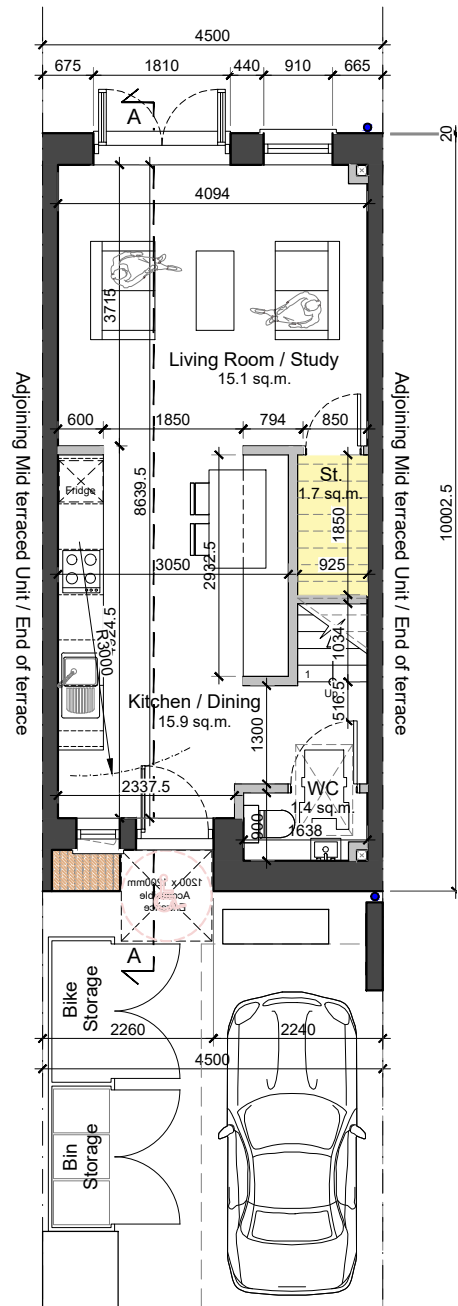 4500
675
1810
440
910
665
20
A
4094
3715
Living Room / Study
15.1 sq.m.
600
1850
794
850
8839.5
St.
1.7 sq.m.
1850
925
Fridge
3050
2932.5
R3000
1034
516.5
1
Kitchen / Dining
15.9 sq.m.
1300
2337.5
WC
1.4 sq.m
1638
900
1200 x 1200mm
Accessible
Entrance
A
Bike
Storage
2260
2240
4500
Bin
Storage
Adjoining Mid terraced Unit / End of terrace
Adjoining Mid terraced Unit / End of terrace
10002.5